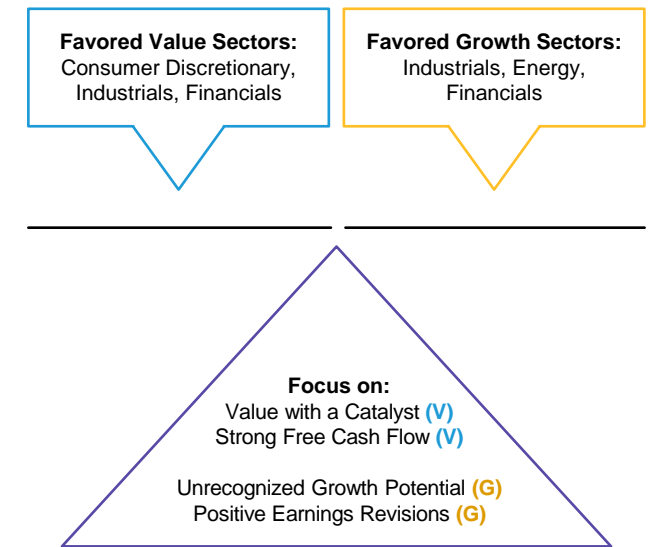 Favored Value Sectors:
Consumer Discretionary,
Industrials, Financials
Favored Growth Sectors:
Industrials, Energy,
Financials
Focus on:
Value with a Catalyst (V)
Strong Free Cash Flow (V)
Unrecognized Growth Potential (G)
Positive Earnings Revisions (G)